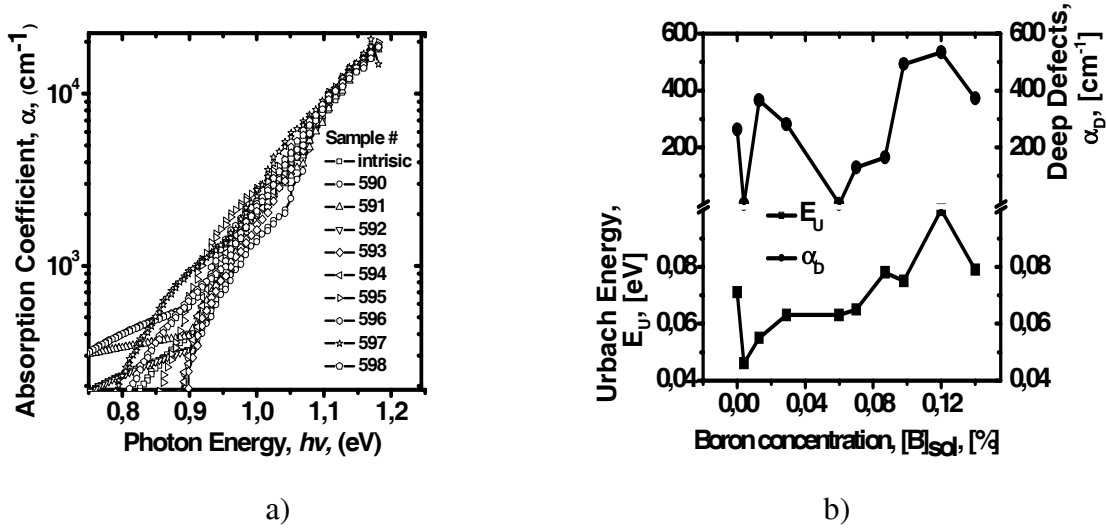 Absorption Coefficient, α, (cm⁻¹)
10⁴
10³
Sample #
intrisic
590
591
592
593
594
595
596
597
598
0,8 0,9 1,0 1,1 1,2
Photon Energy, hν, (eV)
a)
Urbach Energy,
E_U, [eV]
600
400
200
0,08
0,06
0,04
E_U
α_D
600
400
200
0,08
0,06
0,04
Deep Defects,
α_D, [cm⁻¹]
0,00 0,04 0,08 0,12
Boron concentration, [B]sol, [%]
b)